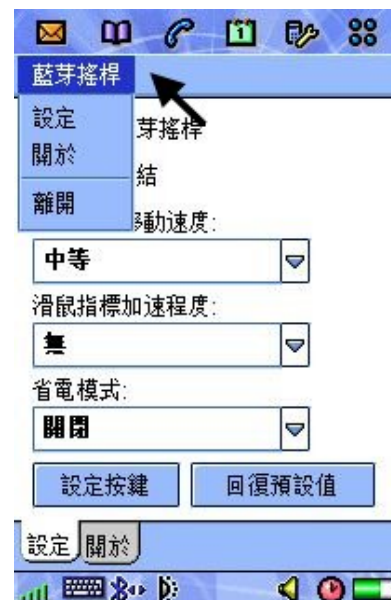 藍芽搖桿
設定
關於
離開
芽搖桿
結
移動速度:
中等
滑鼠指標加速程度:
無
省電模式:
開閉
設定按鍵
回復預設值
設定
關於